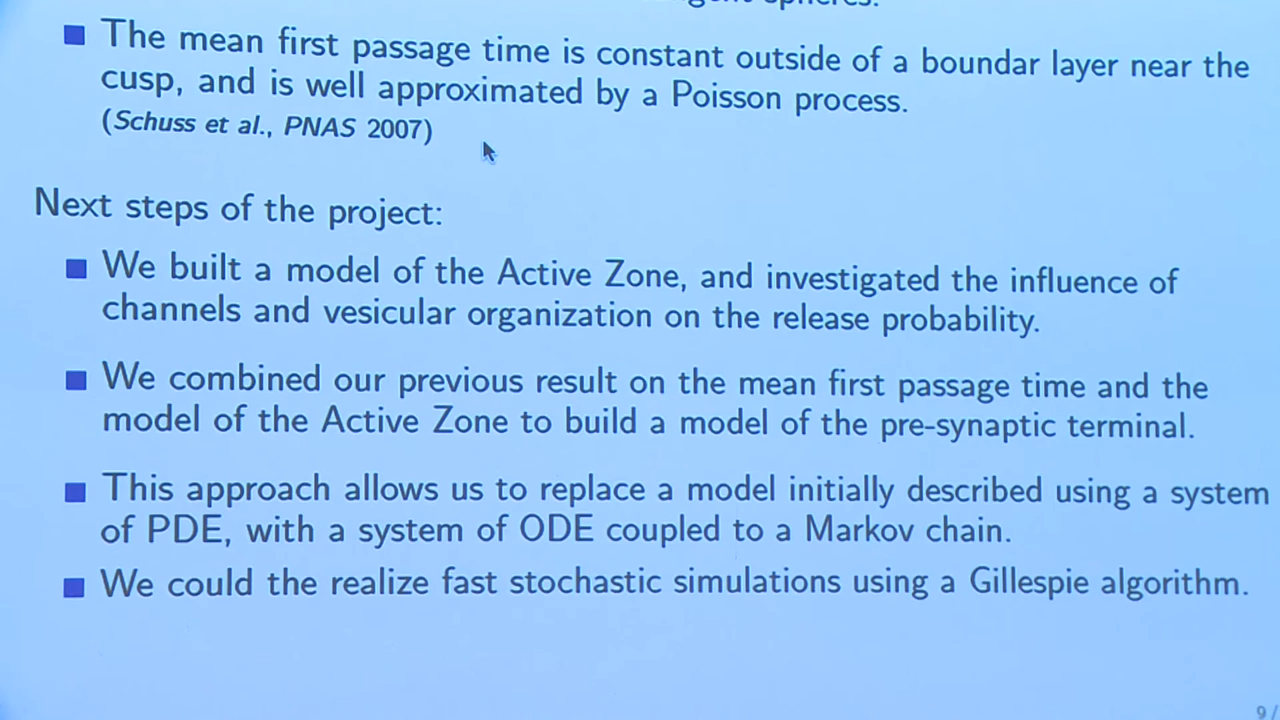 spheres.
The mean first passage time is constant outside of a boundar layer near the
cusp, and is well approximated by a Poisson process.
(Schuss et al., PNAS 2007)
Next steps of the project:
We built a model of the Active Zone, and investigated the influence of
channels and vesicular organization on the release probability.
We combined our previous result on the mean first passage time and the
model of the Active Zone to build a model of the pre-synaptic terminal.
This approach allows us to replace a model initially described using a system
of PDE, with a system of ODE coupled to a Markov chain.
We could the realize fast stochastic simulations using a Gillespie algorithm.
9 /